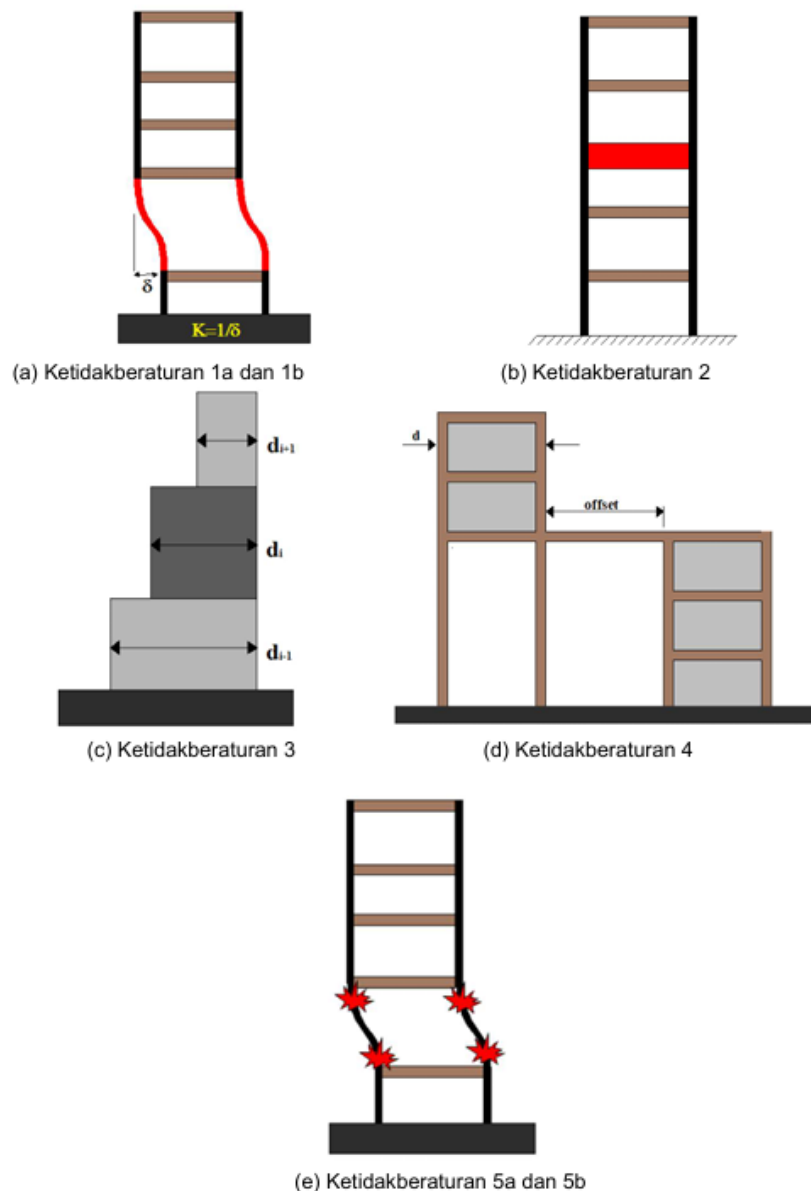 δ
K=1/δ
(a) Ketidakberaturan 1a dan 1b
(b) Ketidakberaturan 2
dᵢ₊₁
dᵢ
dᵢ₋₁
(c) Ketidakberaturan 3
d
offset
(d) Ketidakberaturan 4
(e) Ketidakberaturan 5a dan 5b